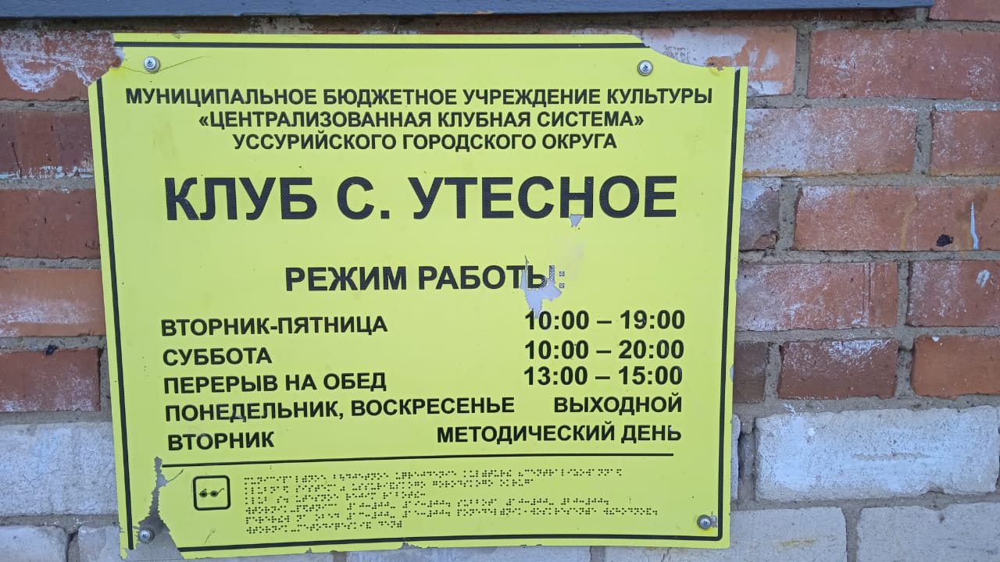 МУНИЦИПАЛЬНОЕ БЮДЖЕТНОЕ УЧРЕЖДЕНИЕ КУЛЬТУРЫ
«ЦЕНТРАЛИЗОВАННАЯ КЛУБНАЯ СИСТЕМА»
УССУРИЙСКОГО ГОРОДСКОГО ОКРУГА
КЛУБ С. УТЕСНОЕ
РЕЖИМ РАБОТЫ:
ВТОРНИК-ПЯТНИЦА 10:00 – 19:00
СУББОТА 10:00 – 20:00
ПЕРЕРЫВ НА ОБЕД 13:00 – 15:00
ПОНЕДЕЛЬНИК, ВОСКРЕСЕНЬЕ ВЫХОДНОЙ
ВТОРНИК МЕТОДИЧЕСКИЙ ДЕНЬ